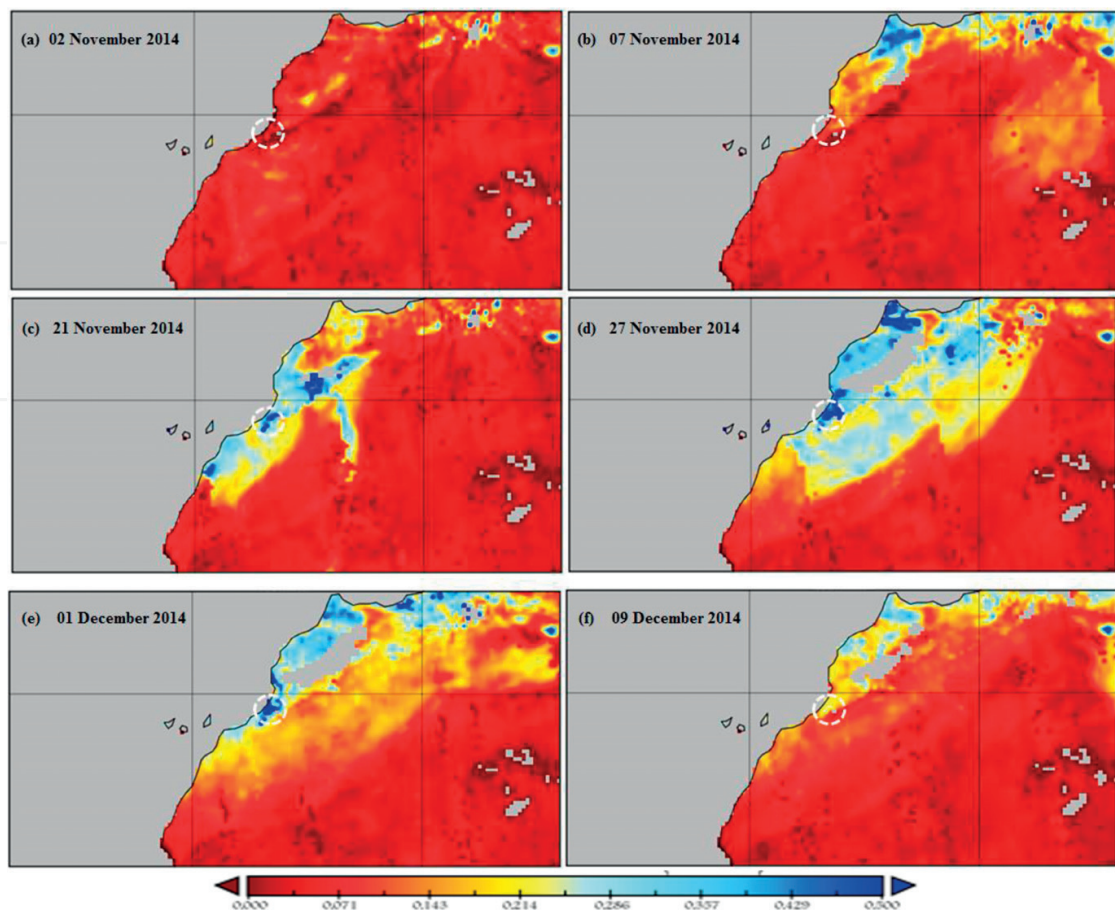 (a) 02 November 2014
(b) 07 November 2014
(c) 21 November 2014
(d) 27 November 2014
(e) 01 December 2014
(f) 09 December 2014
0.000 0.071 0.143 0.214 0.286 0.357 0.429 0.500